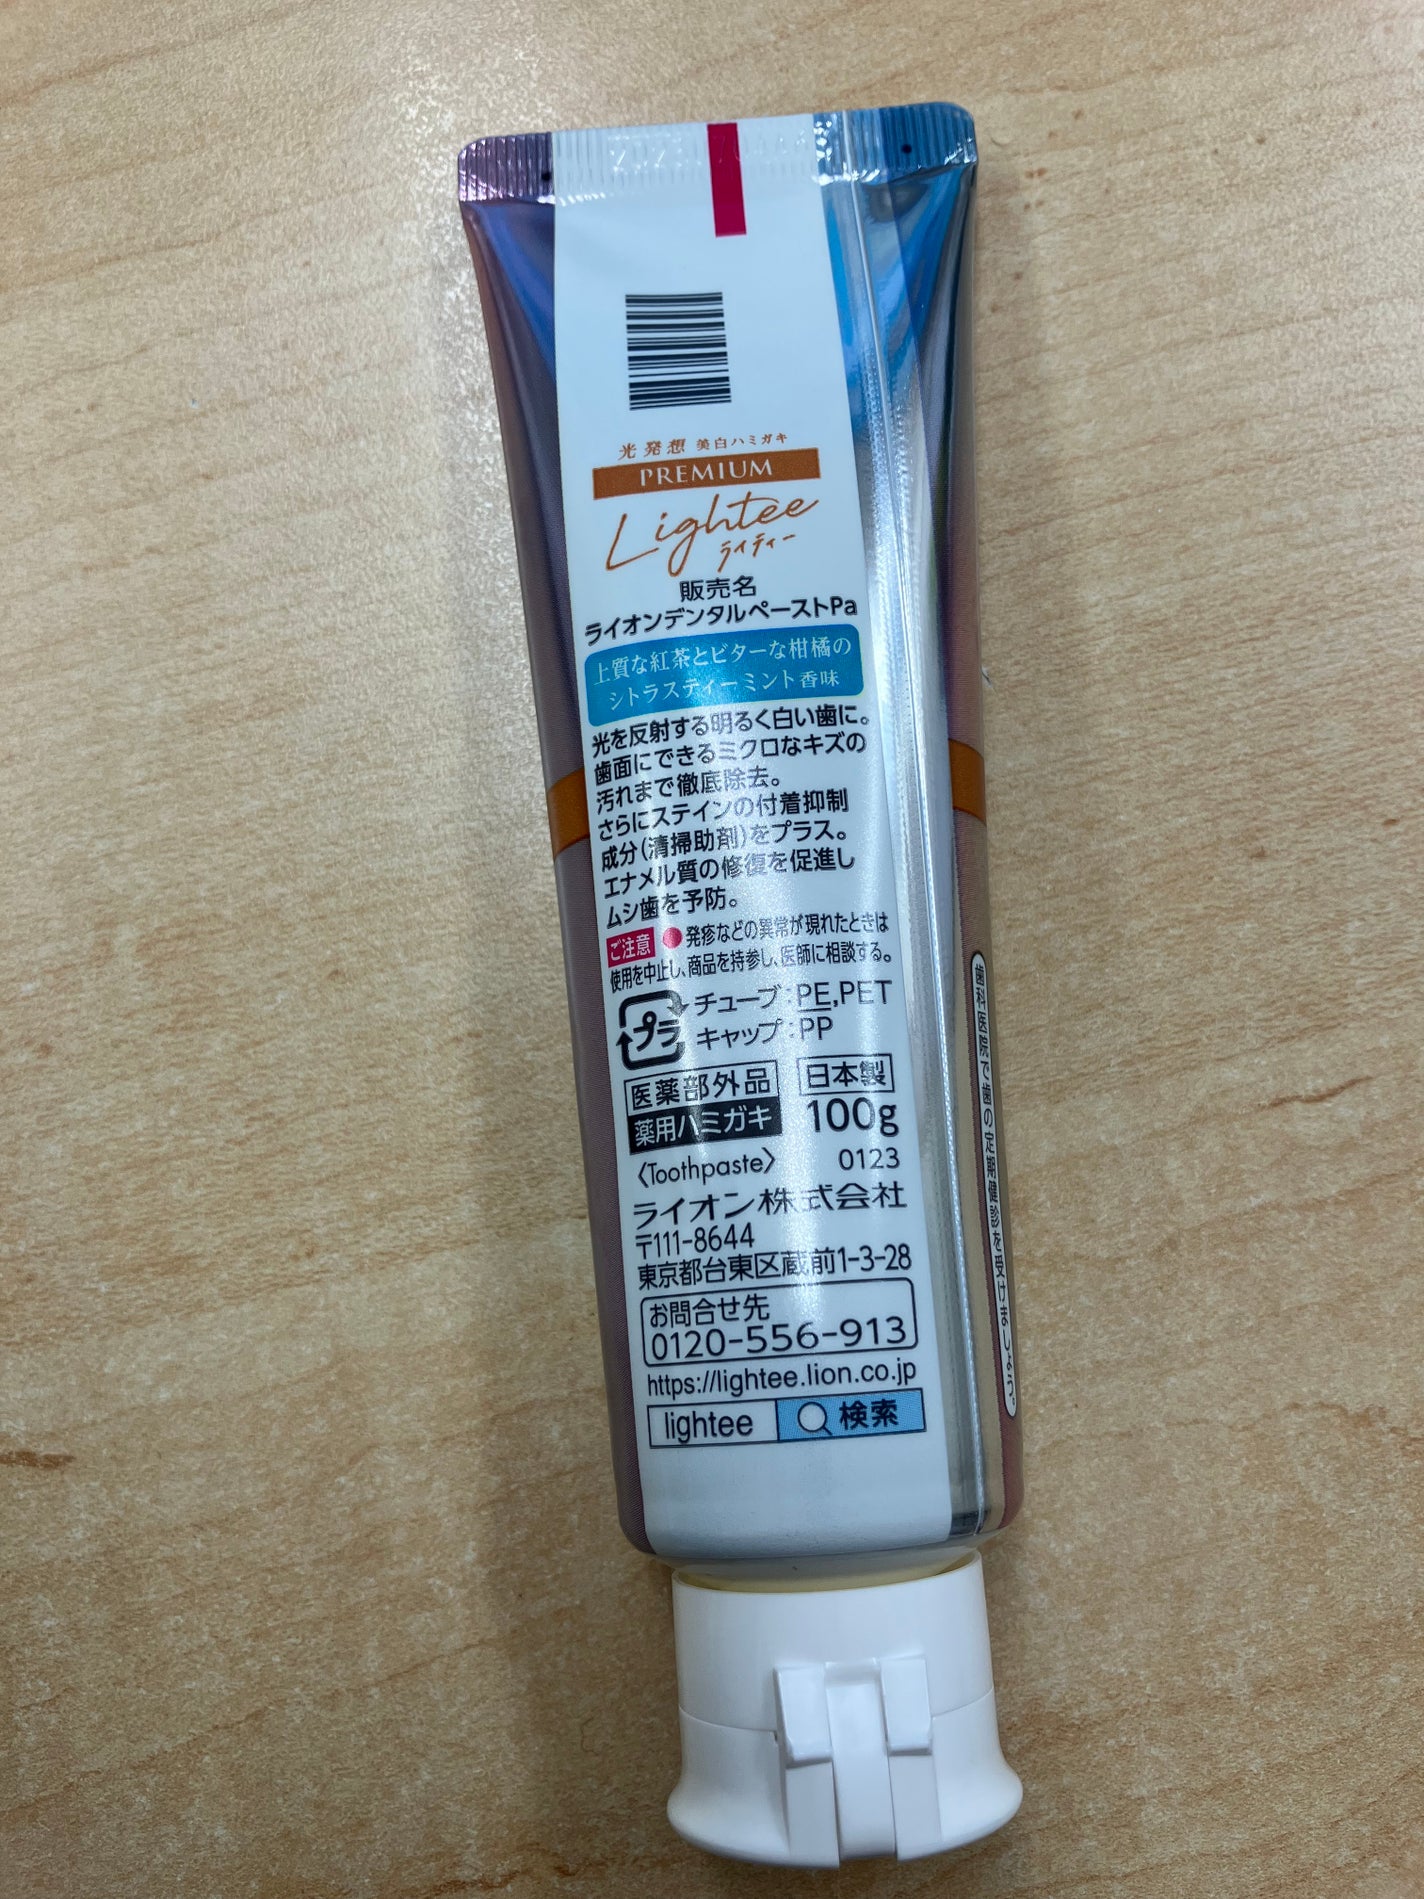 光発想 美白ハミガキ
PREMIUM
Lightee
ライティー
販売名
ライオンデンタルペーストPa
上質な紅茶とビターな柑橘の
シトラスティーミント香味
光を反射する明るく白い歯に。
歯面にできるミクロなキズの
汚れまで徹底除去。
さらにステインの付着抑制
成分(清掃助剤)をプラス。
エナメル質の修復を促進し
ムシ歯を予防。
ご注意 ●発疹などの異常が現れたときは
使用を中止し、商品を持参し、医師に相談する。
プラ チューブ:PE,PET
キャップ:PP
医薬部外品 日本製
薬用ハミガキ 100g
〈Toothpaste〉 0123
ライオン株式会社
〒111-8644
東京都台東区蔵前1-3-28
お問合せ先
0120-556-913
https://lightee.lion.co.jp
lightee 検索
歯科医院で歯の定期健診を受けましょう。